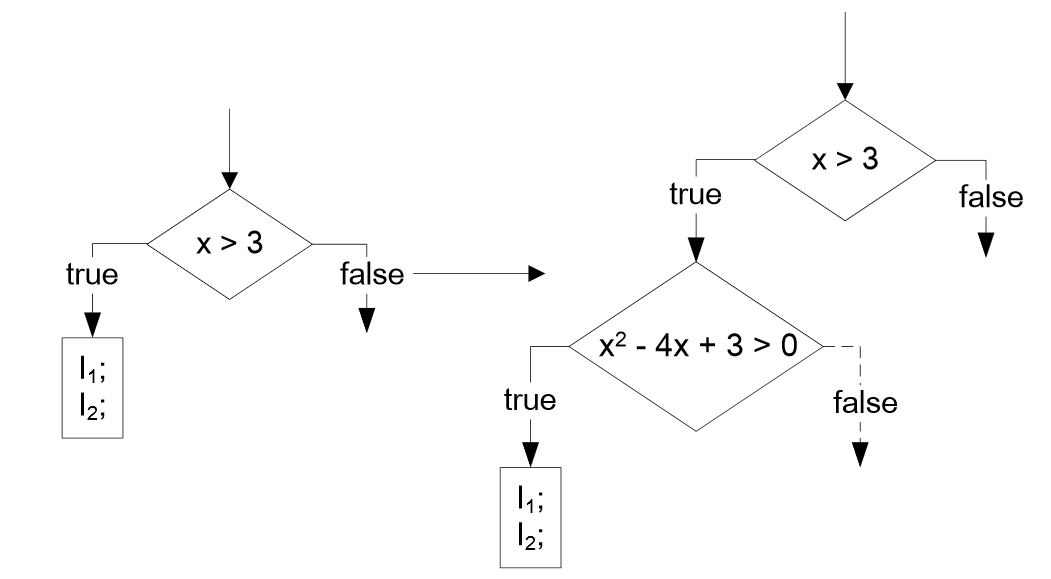 x > 3
true
false
I₁;
I₂;
x > 3
true
false
x² - 4x + 3 > 0
true
false
I₁;
I₂;